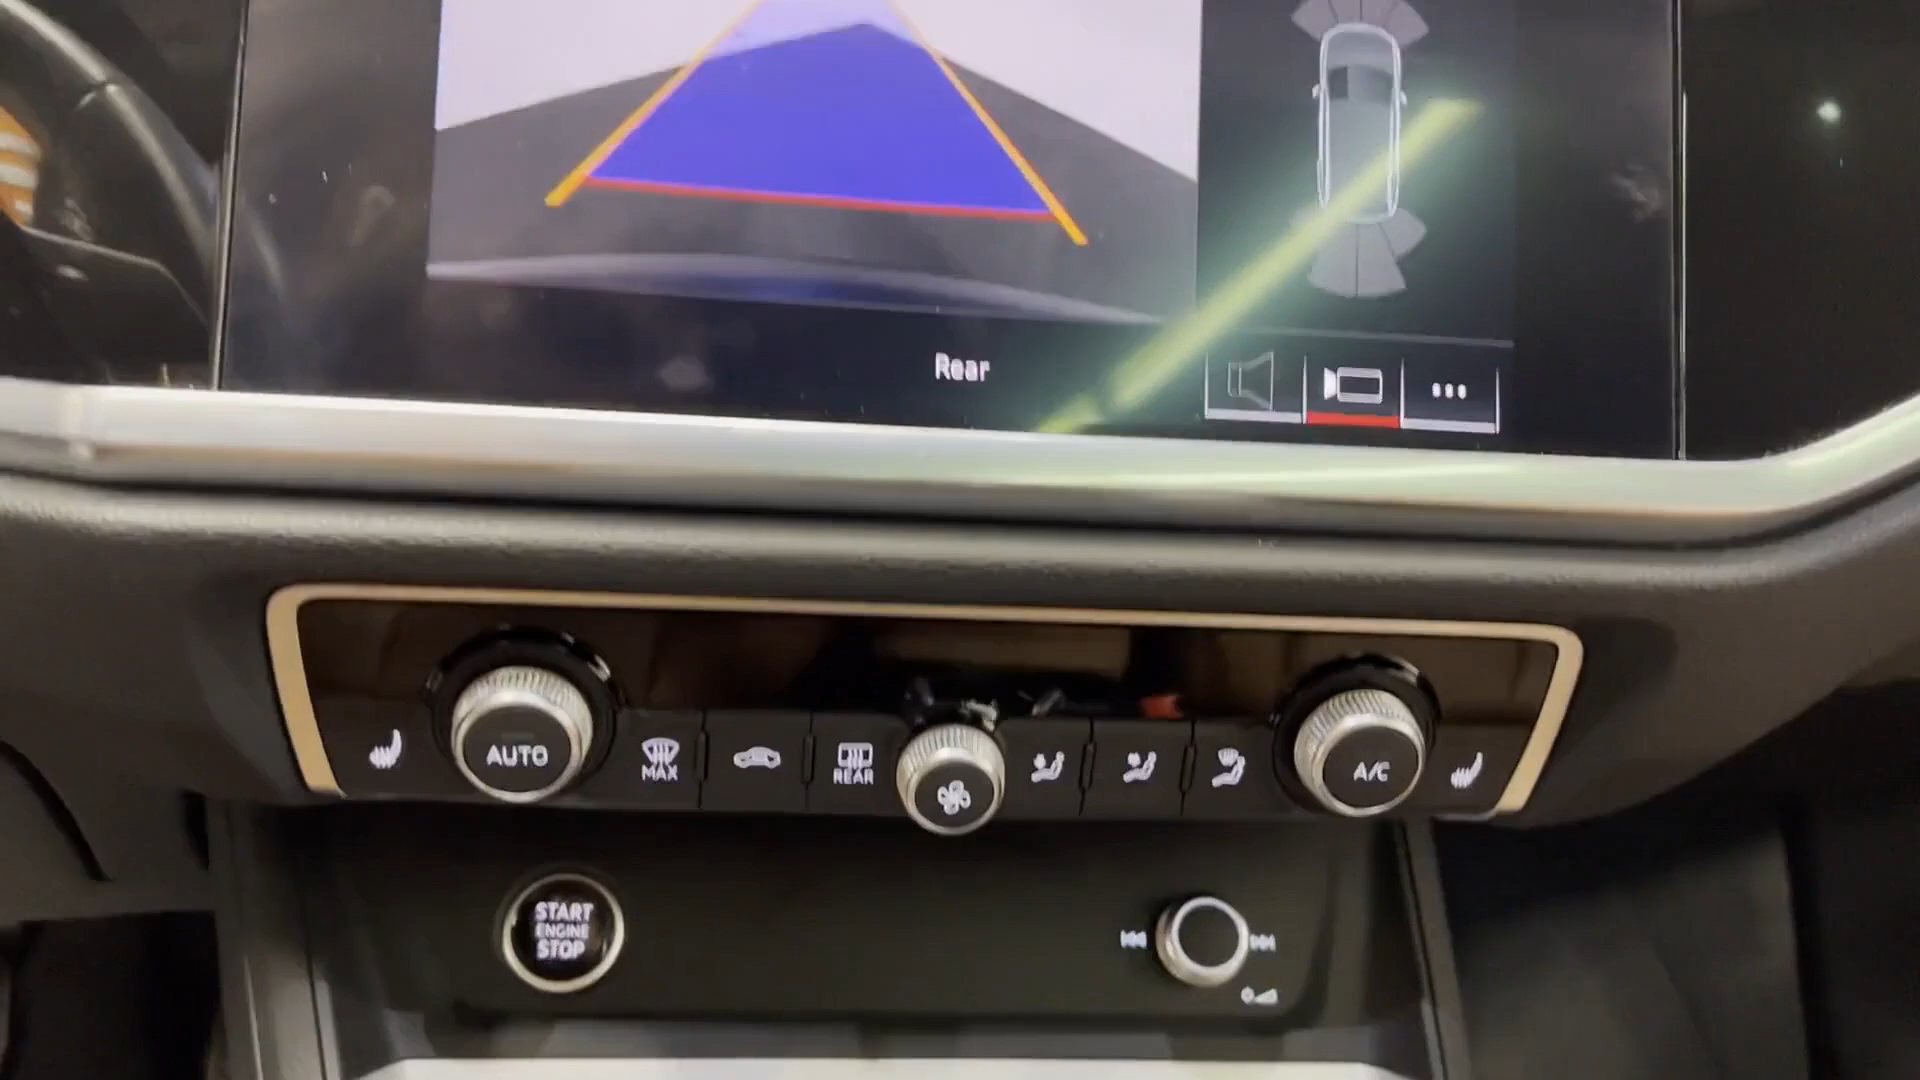 Rear
AUTO
MAX
REAR
A/C
START
ENGINE
STOP